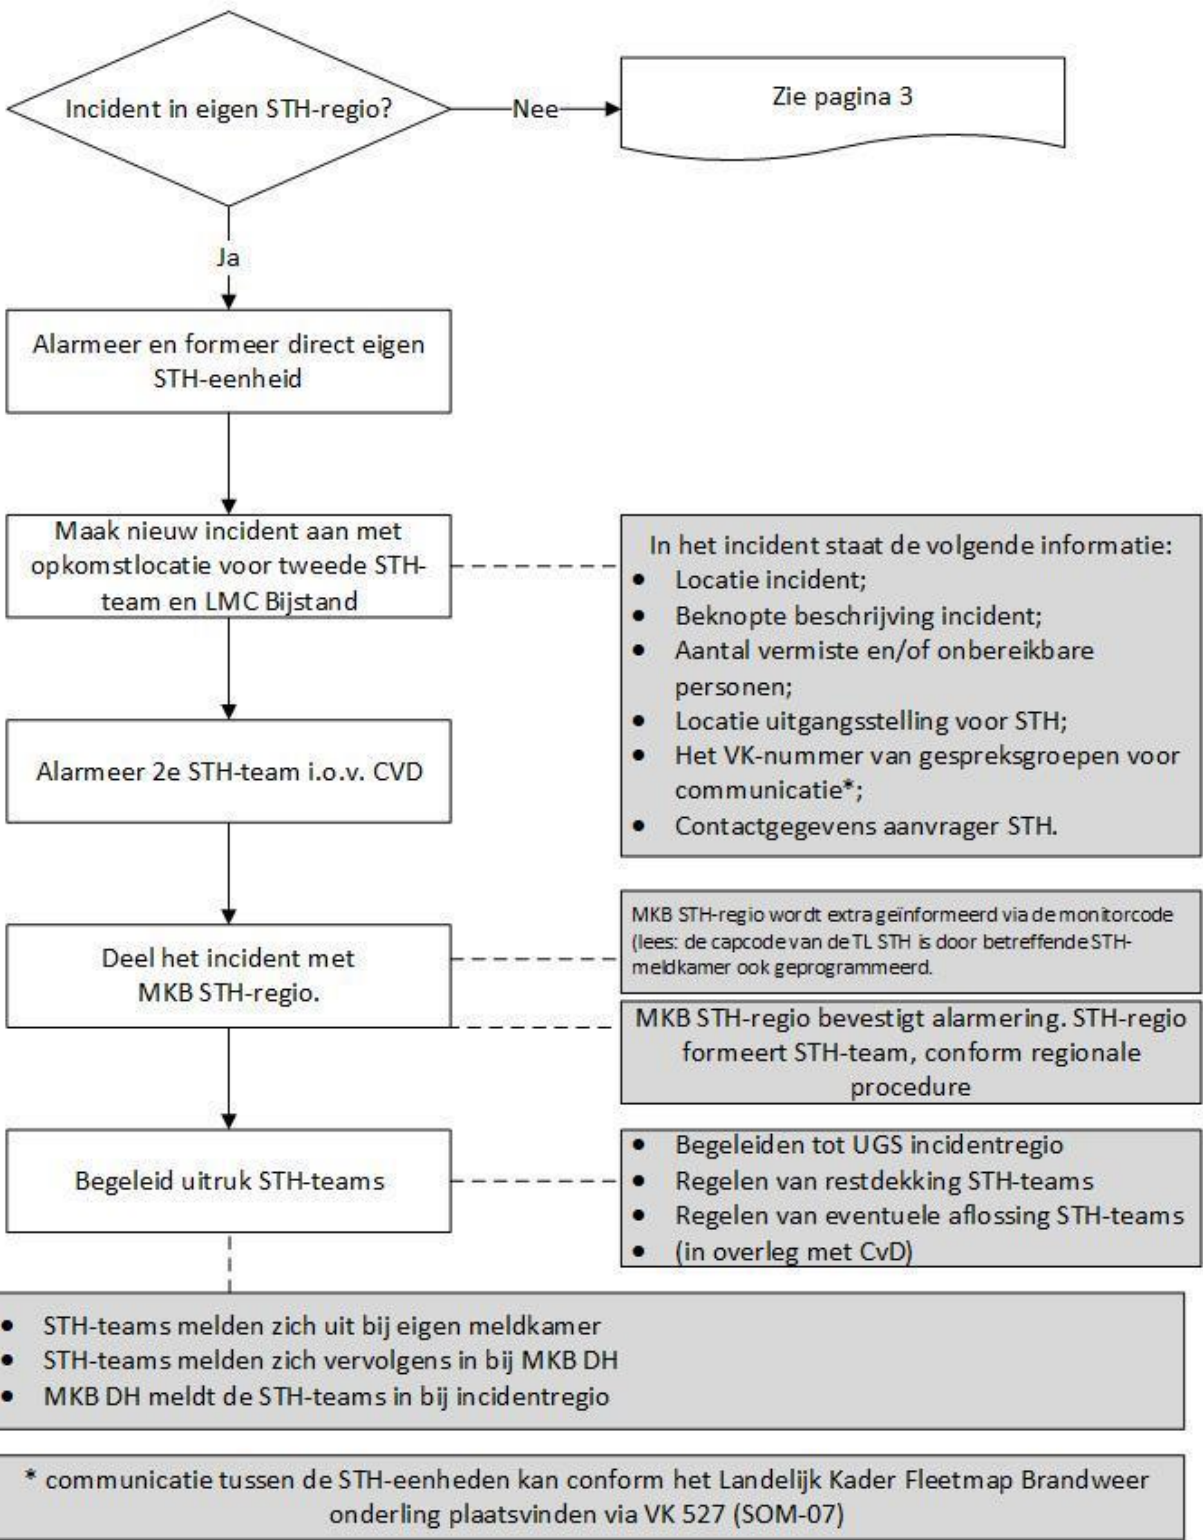 Incident in eigen STH-regio?
Nee
Zie pagina 3
Ja
Alarmeer en formeer direct eigen
STH-eenheid
Maak nieuw incident aan met
opkomstlocatie voor tweede STH-
team en LMC Bijstand
In het incident staat de volgende informatie:
• Locatie incident;
• Beknopte beschrijving incident;
• Aantal vermiste en/of onbereikbare
personen;
• Locatie uitgangsstelling voor STH;
• Het VK-nummer van gespreksgroepen voor
communicatie*;
• Contactgegevens aanvrager STH.
Alarmeer 2e STH-team i.o.v. CVD
Deel het incident met
MKB STH-regio.
MKB STH-regio wordt extra geïnformeerd via de monitorcode
(lees: de capcode van de TL STH is door betreffende STH-
meldkamer ook geprogrammeerd.
MKB STH-regio bevestigt alarmering. STH-regio
formeert STH-team, conform regionale
procedure
Begeleid uitruk STH-teams
• Begeleiden tot UGS incidentregio
• Regelen van restdekking STH-teams
• Regelen van eventuele aflossing STH-teams
• (in overleg met CvD)
• STH-teams melden zich uit bij eigen meldkamer
• STH-teams melden zich vervolgens in bij MKB DH
• MKB DH meldt de STH-teams in bij incidentregio
* communicatie tussen de STH-eenheden kan conform het Landelijk Kader Fleetmap Brandweer
onderling plaatsvinden via VK 527 (SOM-07)